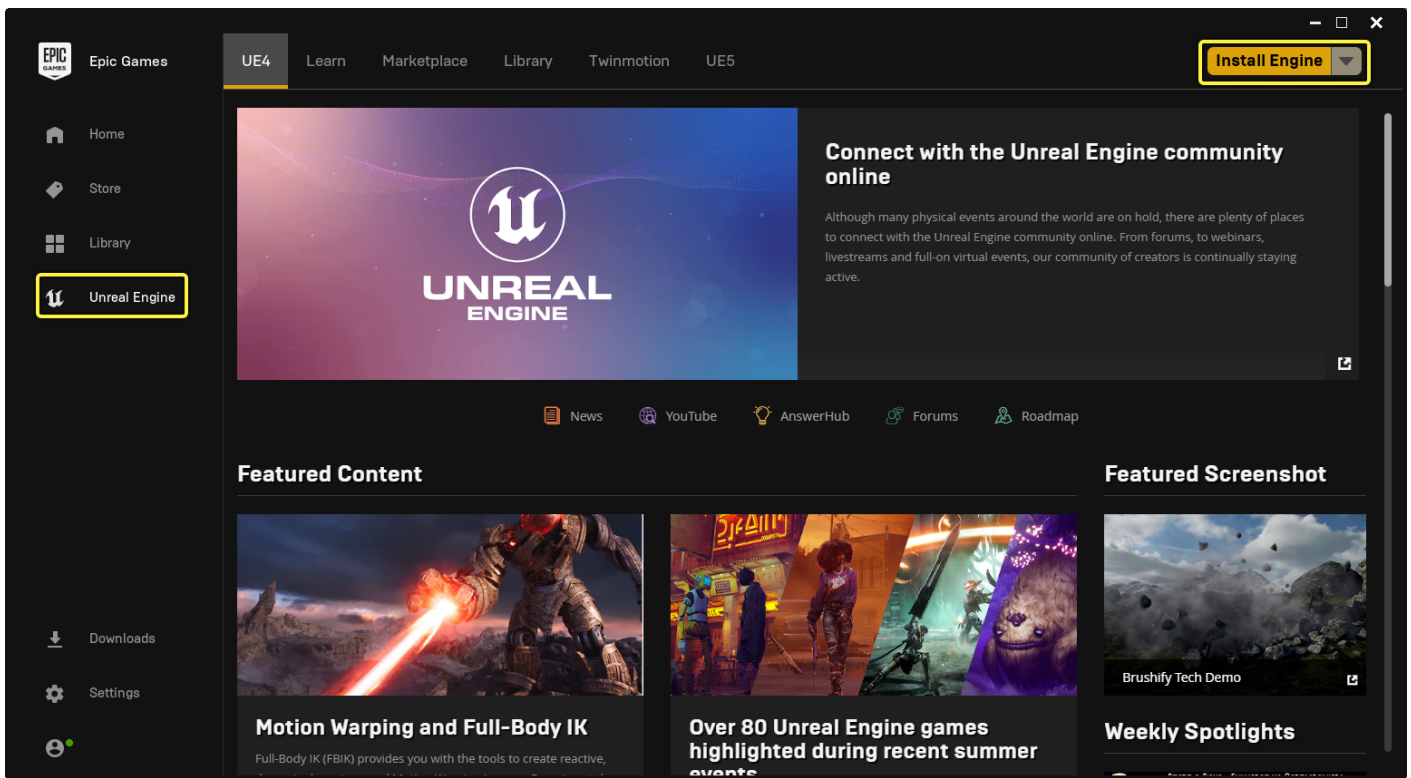 EPIC
GAMES
Epic Games
UE4
Learn
Marketplace
Library
Twinmotion
UE5
Install Engine
Home
Store
Library
Unreal Engine
Downloads
Settings
UNREAL
ENGINE
Connect with the Unreal Engine community
online
Although many physical events around the world are on hold, there are plenty of places
to connect with the Unreal Engine community online. From forums, to webinars,
livestreams and full-on virtual events, our community of creators is continually staying
active.
News
YouTube
AnswerHub
Forums
Roadmap
Featured Content
Motion Warping and Full-Body IK
Full-Body IK (FBIK) provides you with the tools to create reactive,
Over 80 Unreal Engine games
highlighted during recent summer
events
Featured Screenshot
Brushify Tech Demo
Weekly Spotlights